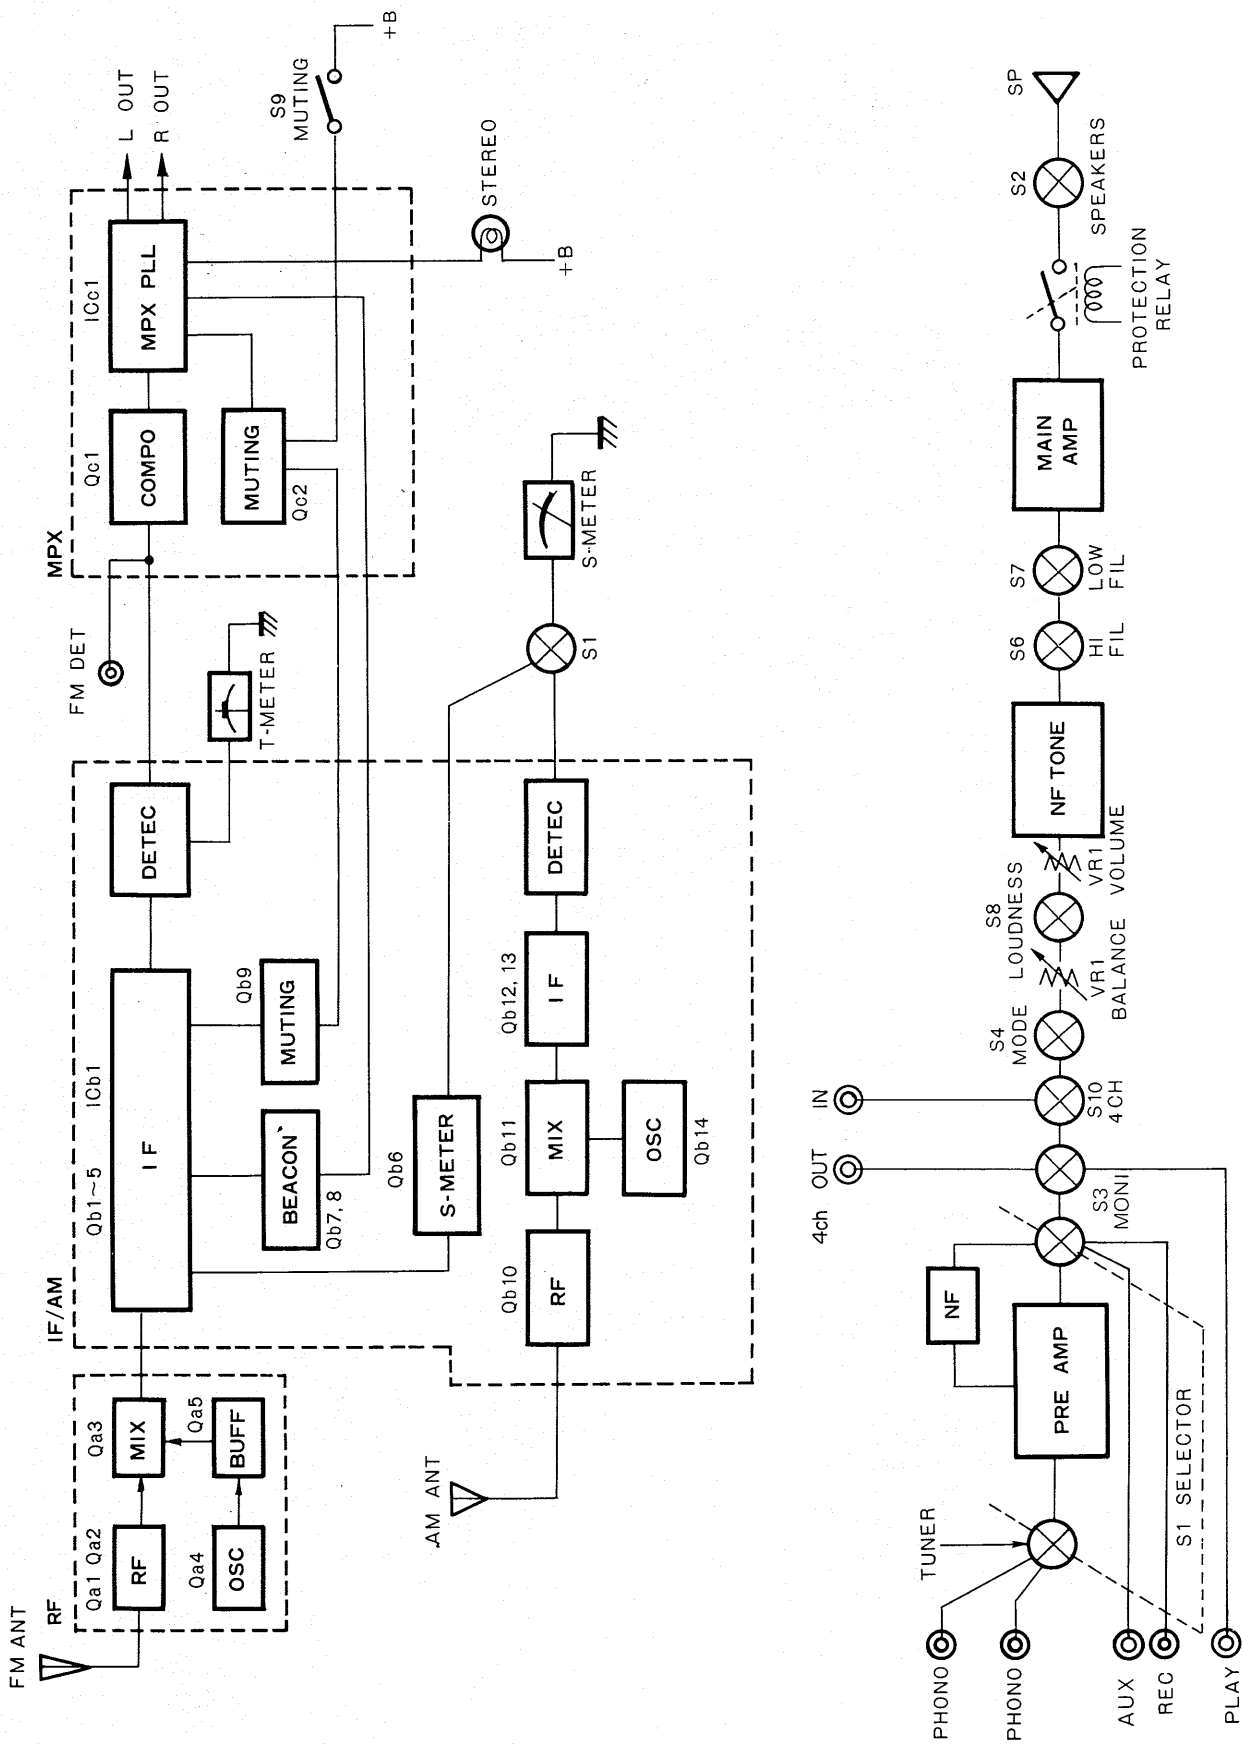 FM ANT
RF
Qa1 Qa2
RF
Qa3
MIX
Qa4
OSC
Qa5
BUFF
IF/AM
Qb1~5
ICb1
IF
DETEC
T-METER
BEACON
Qb7, 8
Qb9
MUTING
Qb6
S-METER
AM ANT
Qb10
RF
Qb11
MIX
Qb12, 13
IF
DETEC
OSC
Qb14
S1
S-METER
FM DET
MPX
Qc1
COMPO
ICc1
MPX PLL
MUTING
Qc2
L OUT
R OUT
S9
MUTING
+B
STEREO
+B
PHONO
PHONO
AUX
REC
PLAY
TUNER
S1 SELECTOR
PRE AMP
NF
4ch OUT
IN
S3
MONI
S10
4CH
S4
MODE
VR1
BALANCE
S8
LOUDNESS
VR1
VOLUME
NF TONE
S6
HI
FIL
S7
LOW
FIL
MAIN
AMP
PROTECTION
RELAY
S2
SPEAKERS
SP